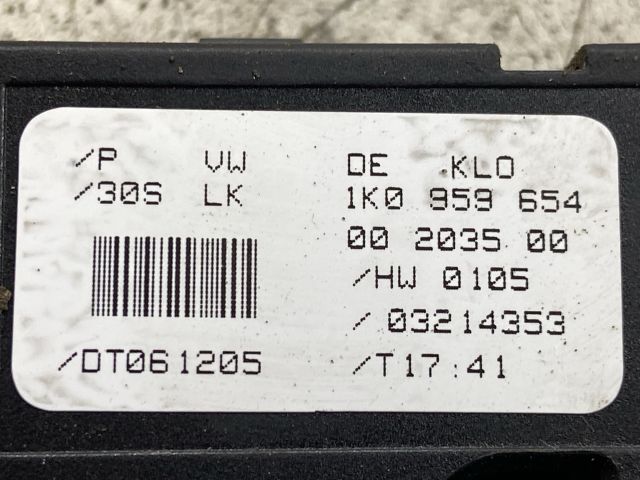 /P VW DE KLO
/30S LK 1K0 959 654
00 2035 00
/HW 0105
/ 03214353
/DT061205 /T17:41